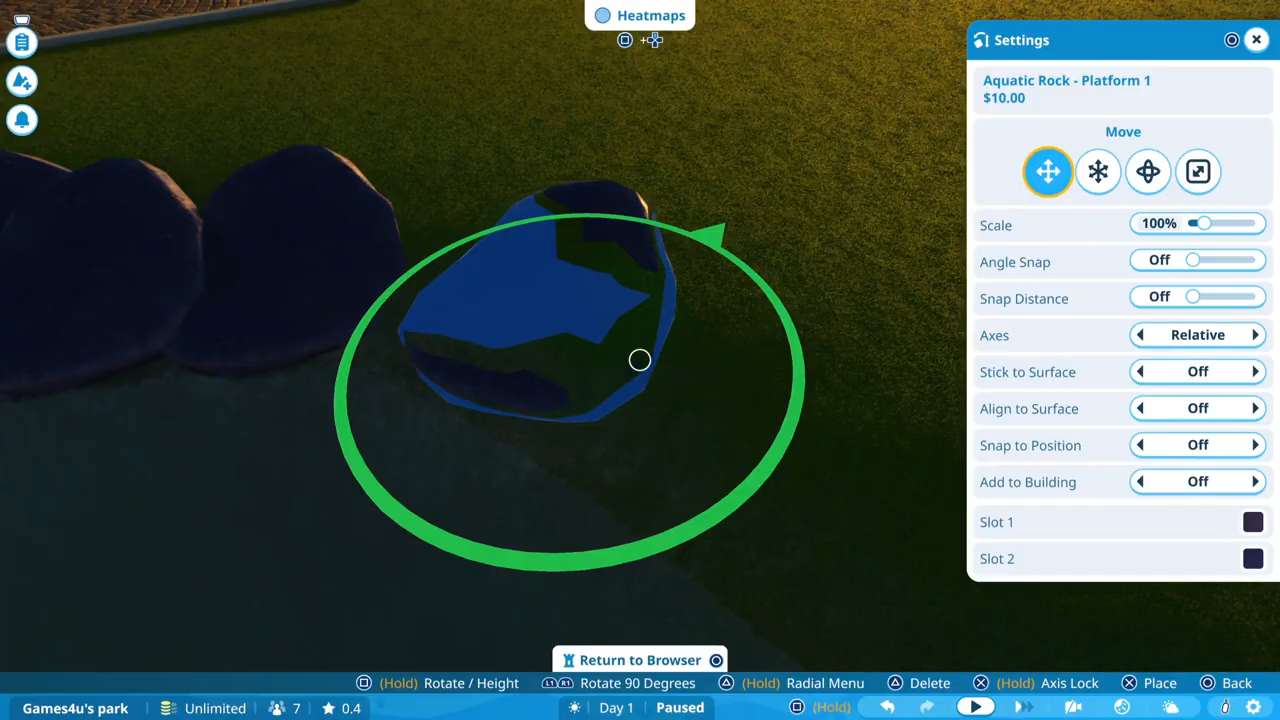 Heatmaps
Settings
Aquatic Rock - Platform 1
$10.00
Move
Scale 100%
Angle Snap Off
Snap Distance Off
Axes Relative
Stick to Surface Off
Align to Surface Off
Snap to Position Off
Add to Building Off
Slot 1
Slot 2
Return to Browser
(Hold) Rotate / Height L1 R1 Rotate 90 Degrees (Hold) Radial Menu Delete (Hold) Axis Lock Place Back
Games4u's park Unlimited 7 0.4 Day 1 Paused (Hold)